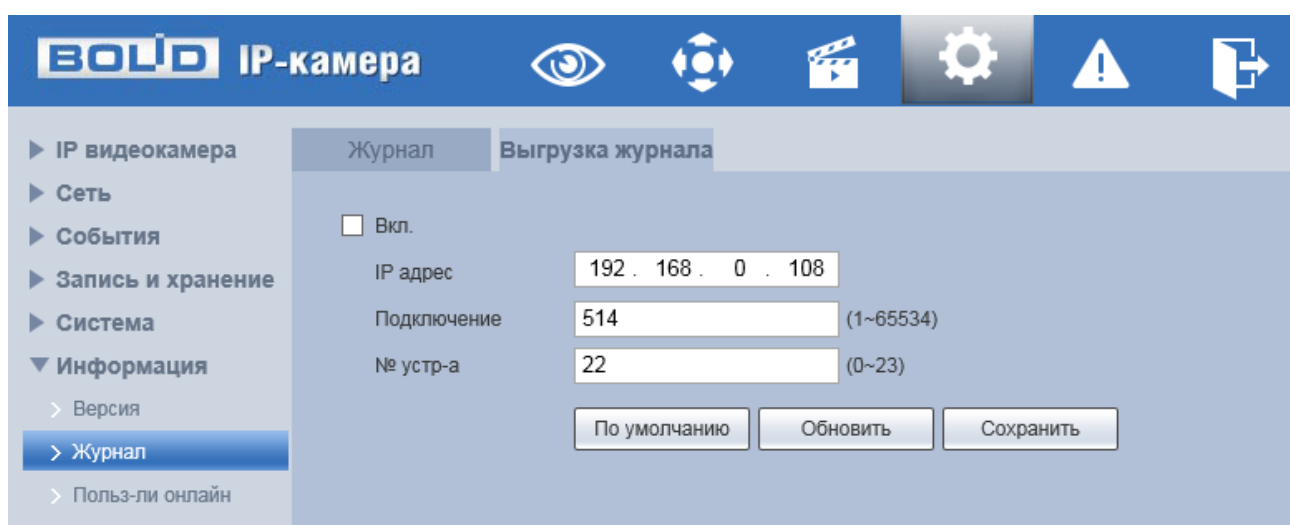 BOLID IP-камера
IP видеокамера
Сеть
События
Запись и хранение
Система
Информация
Версия
Журнал
Польз-ли онлайн
Журнал Выгрузка журнала
Вкл.
IP адрес 192 . 168 . 0 . 108
Подключение 514 (1~65534)
№ устр-а 22 (0~23)
По умолчанию Обновить Сохранить